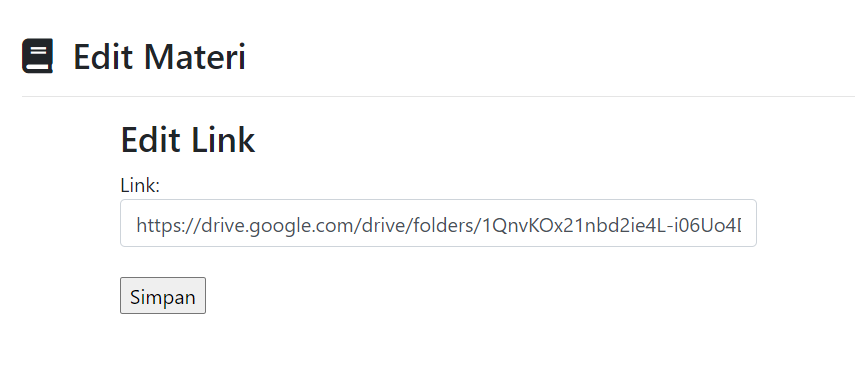 Edit Materi
Edit Link
Link:
https://drive.google.com/drive/folders/1QnvKOx21nbd2ie4L-i06Uo4
Simpan